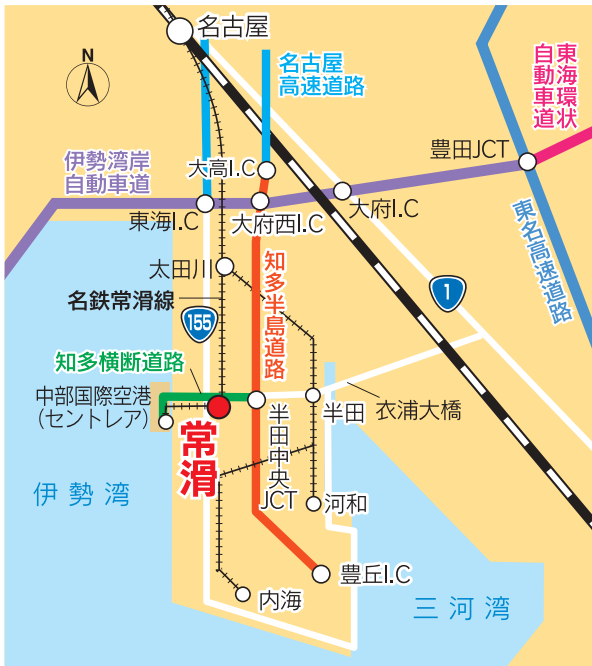 名古屋
N
名古屋
高速道路
東海環状
自動車道
伊勢湾岸
自動車道
大高I.C
豊田JCT
東海I.C
大府西I.C
大府I.C
東名高速道路
太田川
知多半島道路
名鉄常滑線
155
1
知多横断道路
中部国際空港
(セントレア)
常滑
半田中央
JCT
半田
衣浦大橋
伊勢湾
河和
豊丘I.C
内海
三河湾